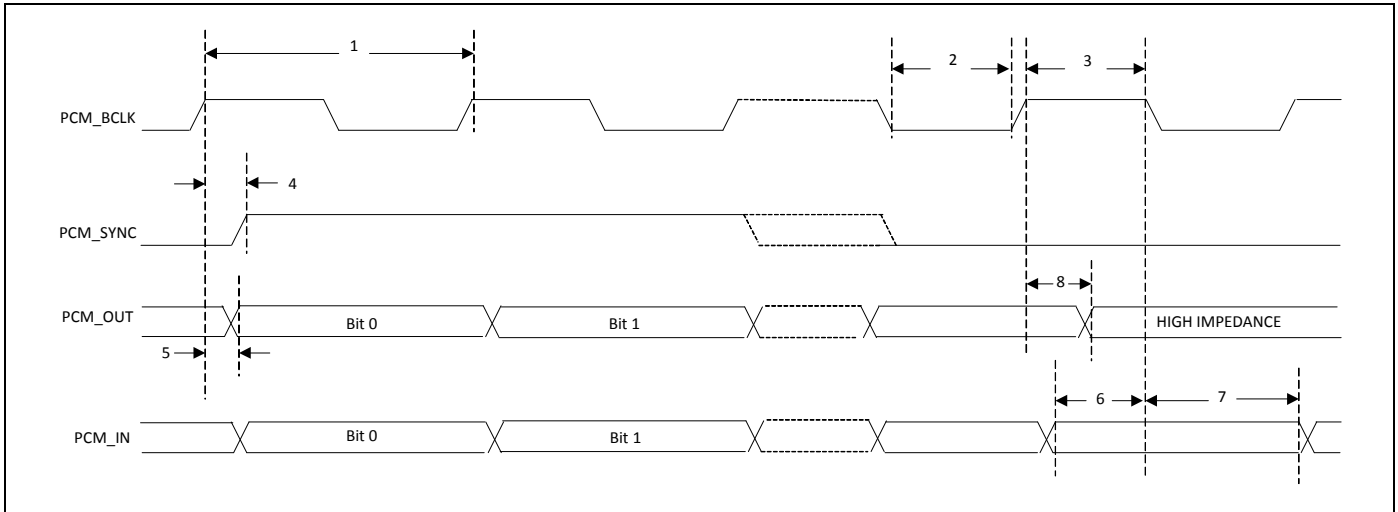 1
2
3
PCM_BCLK
4
PCM_SYNC
8
PCM_OUT
Bit 0
Bit 1
HIGH IMPEDANCE
5
6
7
PCM_IN
Bit 0
Bit 1